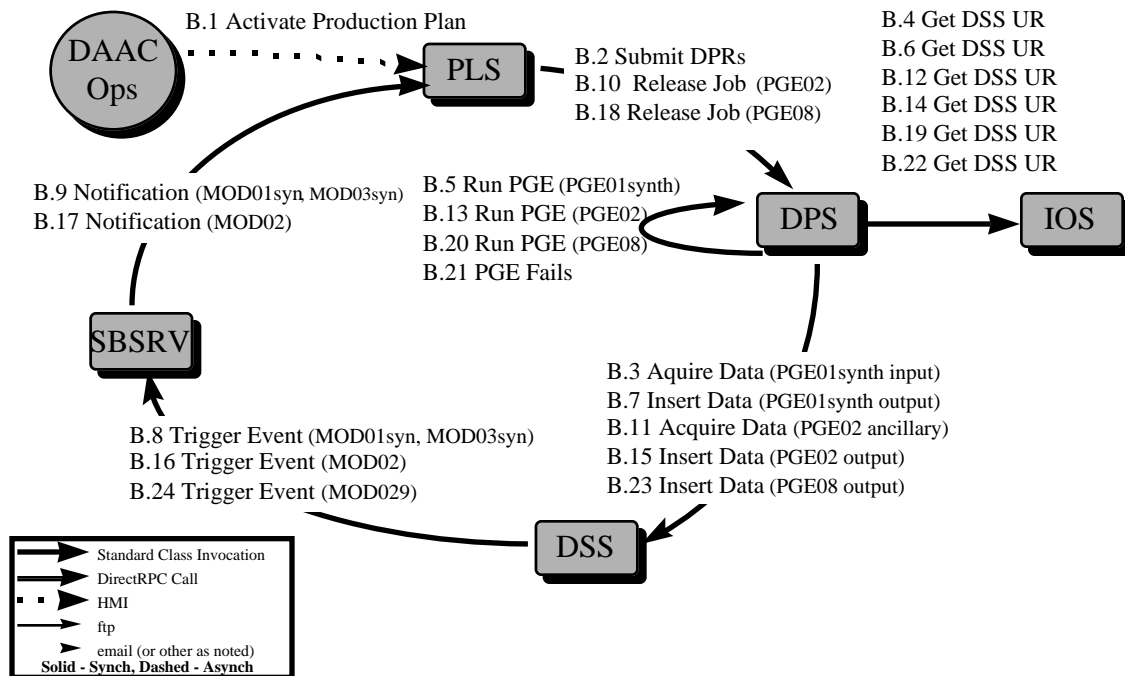 B.1 Activate Production Plan
DAAC
Ops
PLS
B.2 Submit DPRs
B.10 Release Job (PGE02)
B.18 Release Job (PGE08)
B.4 Get DSS UR
B.6 Get DSS UR
B.12 Get DSS UR
B.14 Get DSS UR
B.19 Get DSS UR
B.22 Get DSS UR
B.9 Notification (MOD01syn, MOD03syn)
B.17 Notification (MOD02)
B.5 Run PGE (PGE01synth)
B.13 Run PGE (PGE02)
B.20 Run PGE (PGE08)
B.21 PGE Fails
DPS
IOS
SBSRV
B.3 Aquire Data (PGE01synth input)
B.7 Insert Data (PGE01synth output)
B.11 Acquire Data (PGE02 ancillary)
B.15 Insert Data (PGE02 output)
B.23 Insert Data (PGE08 output)
B.8 Trigger Event (MOD01syn, MOD03syn)
B.16 Trigger Event (MOD02)
B.24 Trigger Event (MOD029)
DSS
Standard Class Invocation
DirectRPC Call
HMI
ftp
email (or other as noted)
Solid - Synch, Dashed - Asynch